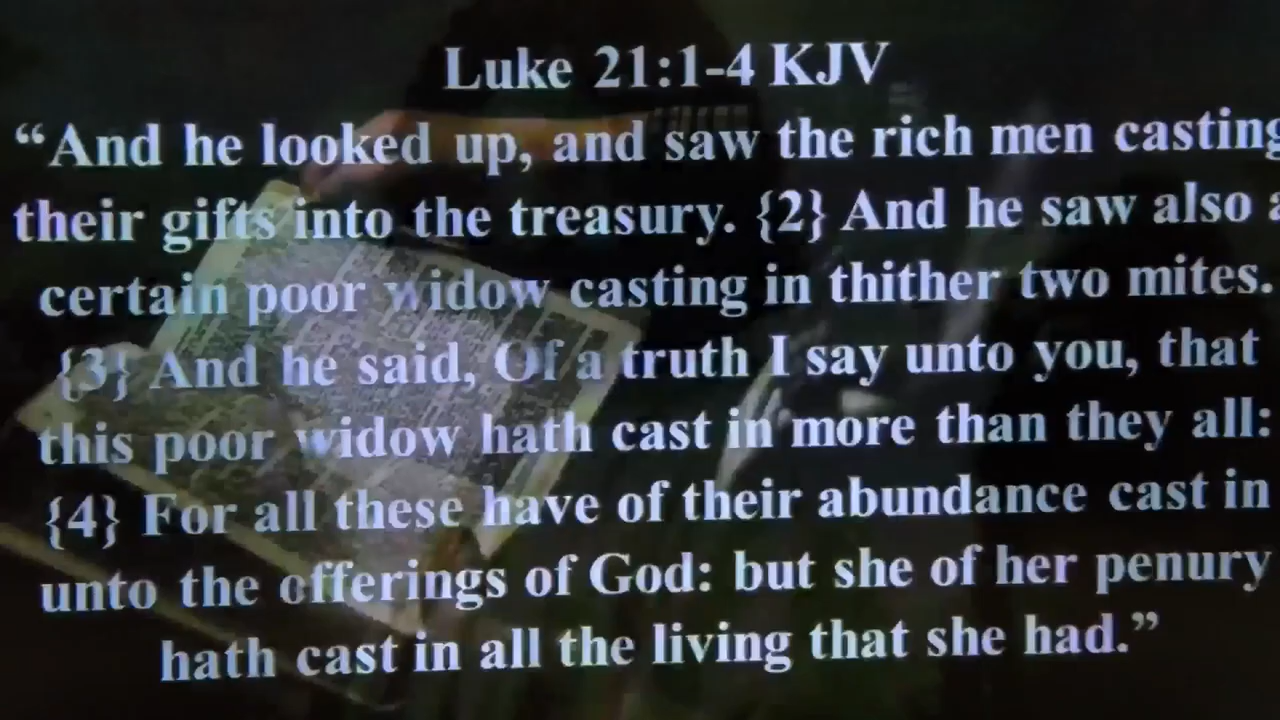 Luke 21:1-4 KJV
“And he looked up, and saw the rich men casting
their gifts into the treasury. {2} And he saw also a
certain poor widow casting in thither two mites.
{3} And he said, Of a truth I say unto you, that
this poor widow hath cast in more than they all:
{4} For all these have of their abundance cast in
unto the offerings of God: but she of her penury
hath cast in all the living that she had.”